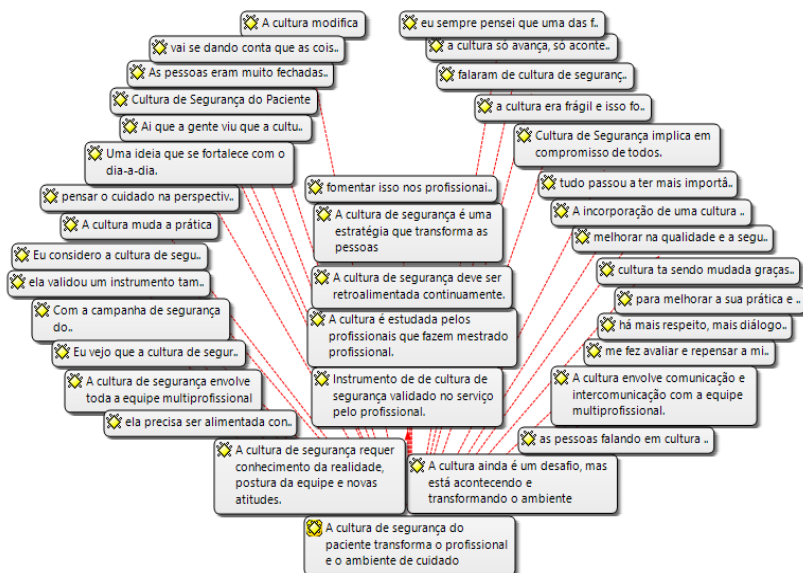 A cultura modifica
eu sempre pensei que uma das f..
vai se dando conta que as cois..
a cultura só avança, só aconte..
As pessoas eram muito fechadas..
falaram de cultura de seguranç..
Cultura de Segurança do Paciente
a cultura era frágil e isso fo..
Ai que a gente viu que a cultu..
Cultura de Segurança implica em
compromisso de todos.
Uma ideia que se fortalece com o
dia-a-dia.
fomentar isso nos profissionai..
tudo passou a ter mais importâ..
pensar o cuidado na perspectiv..
A cultura de segurança é uma
estratégia que transforma as
pessoas
A incorporação de uma cultura ..
A cultura muda a prática
melhorar na qualidade e a segu..
Eu considero a cultura de segu..
A cultura de segurança deve ser
retroalimentada continuamente.
cultura ta sendo mudada graças..
ela validou um instrumento tam..
para melhorar a sua prática e ..
Com a campanha de segurança
do..
A cultura é estudada pelos
profissionais que fazem mestrado
profissional.
há mais respeito, mais diálogo..
Eu vejo que a cultura de segur..
me fez avaliar e repensar a mi..
A cultura de segurança envolve
toda a equipe multiprofissional
Instrumento de de cultura de
segurança validado no serviço
pelo profissional.
A cultura envolve comunicação e
intercomunicação com a equipe
multiprofissional.
ela precisa ser alimentada con..
as pessoas falando em cultura ..
A cultura de segurança requer
conhecimento da realidade,
postura da equipe e novas
atitudes.
A cultura ainda é um desafio, mas
está acontecendo e
transformando o ambiente
A cultura de segurança do
paciente transforma o profissional
e o ambiente de cuidado